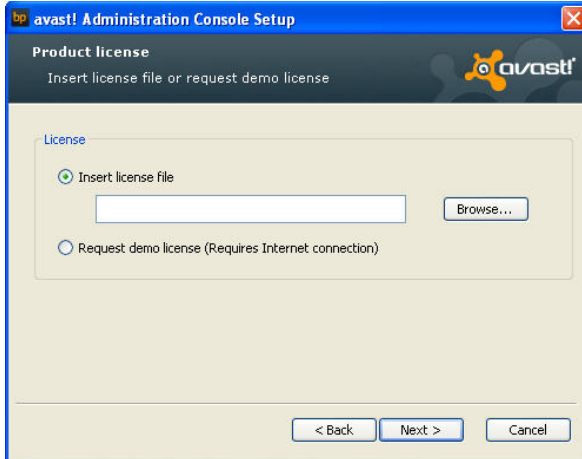 bp avast! Administration Console Setup
Product license
Insert license file or request demo license
avast!
License
Insert license file
Browse...
Request demo license (Requires Internet connection)
< Back Next > Cancel